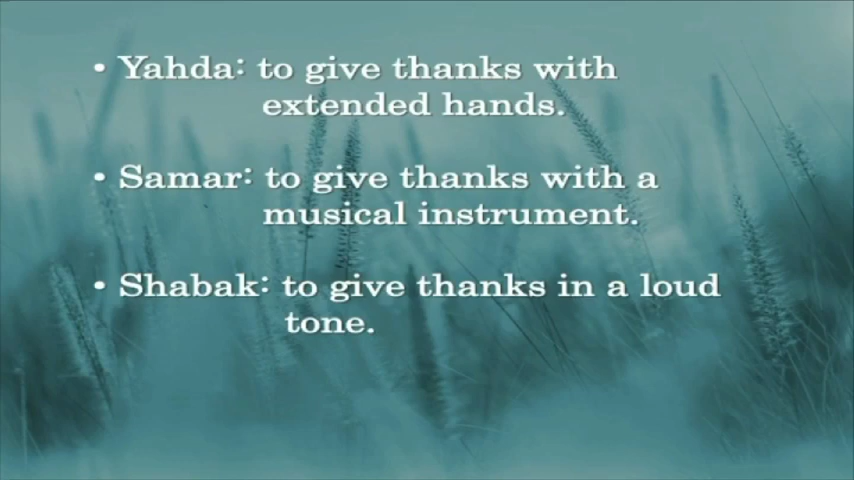 • Yahda: to give thanks with
extended hands.
• Samar: to give thanks with a
musical instrument.
• Shabak: to give thanks in a loud
tone.